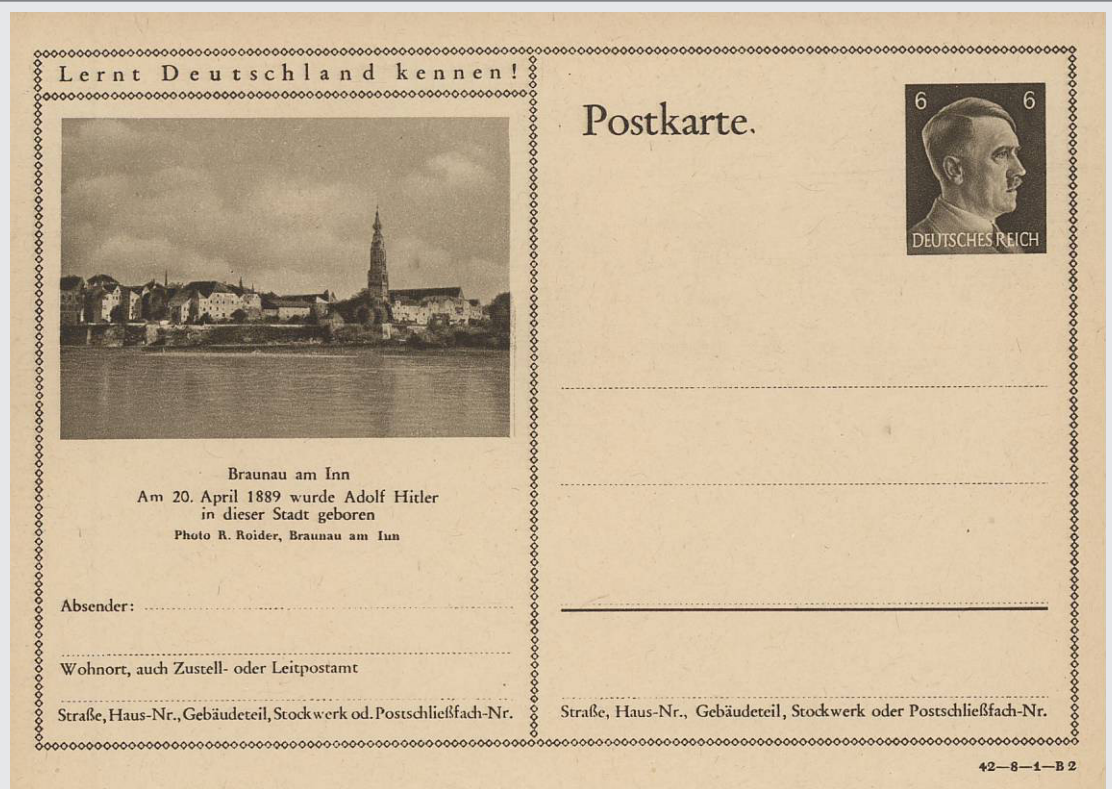 Lernt Deutschland kennen!
Braunau am Inn
Am 20. April 1889 wurde Adolf Hitler
in dieser Stadt geboren
Photo R. Roider, Braunau am Inn
Absender:
Wohnort, auch Zustell- oder Leitpostamt
Straße, Haus-Nr., Gebäudeteil, Stockwerk od. Postschließfach-Nr.
Postkarte.
6 6
DEUTSCHES REICH
Straße, Haus-Nr., Gebäudeteil, Stockwerk oder Postschließfach-Nr.
42—8—1—B 2